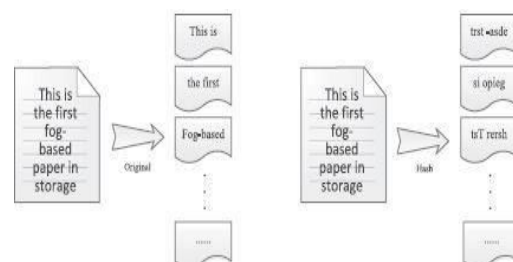 This is
the first
fog-
based
paper in
storage
Original
This is
the first
Fog-based
......
This is
the first
fog-
based
paper in
storage
Hash
trst -asde
si opieg
tsT rersh
......